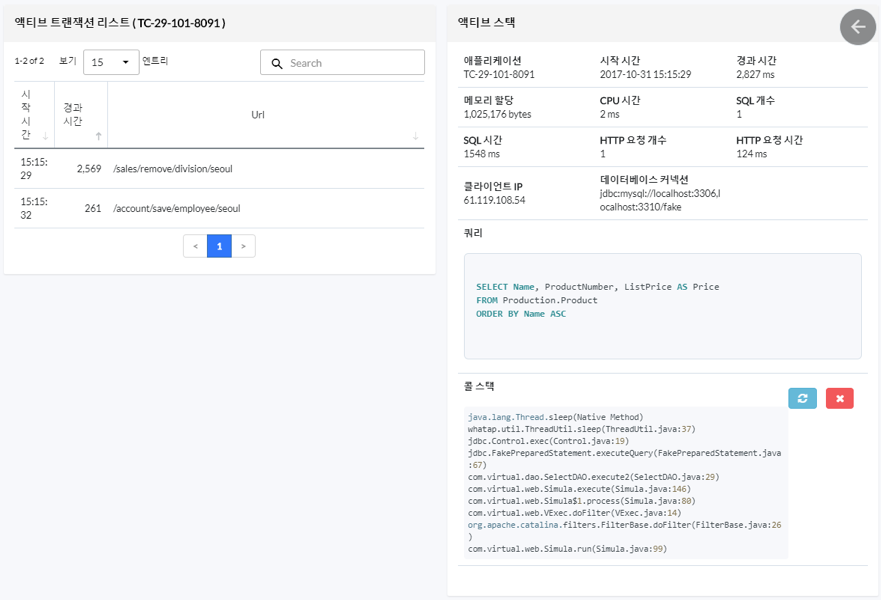 액티브 트랜잭션 리스트 ( TC-29-101-8091 )
1-2 of 2 보기 15 엔트리 Search
시작시간 경과시간 Url
15:15:29 2,569 /sales/remove/division/seoul
15:15:32 261 /account/save/employee/seoul
< 1 >
액티브 스택
애플리케이션 시작 시간 경과 시간
TC-29-101-8091 2017-10-31 15:15:29 2,827 ms
메모리 할당 CPU 시간 SQL 개수
1,025,176 bytes 2 ms 1
SQL 시간 HTTP 요청 개수 HTTP 요청 시간
1548 ms 1 124 ms
클라이언트 IP 데이터베이스 커넥션
61.119.108.54 jdbc:mysql://localhost:3306,l
ocalhost:3310/fake
쿼리
SELECT Name, ProductNumber, ListPrice AS Price
FROM Production.Product
ORDER BY Name ASC
콜 스택
java.lang.Thread.sleep(Native Method)
whatap.util.ThreadUtil.sleep(ThreadUtil.java:37)
jdbc.Control.exec(Control.java:19)
jdbc.FakePreparedStatement.executeQuery(FakePreparedStatement.java
:67)
com.virtual.dao.SelectDAO.execute2(SelectDAO.java:29)
com.virtual.web.Simula.execute(Simula.java:146)
com.virtual.web.Simula$1.process(Simula.java:80)
com.virtual.web.VExec.doFilter(VExec.java:14)
org.apache.catalina.filters.FilterBase.doFilter(FilterBase.java:26
)
com.virtual.web.Simula.run(Simula.java:99)